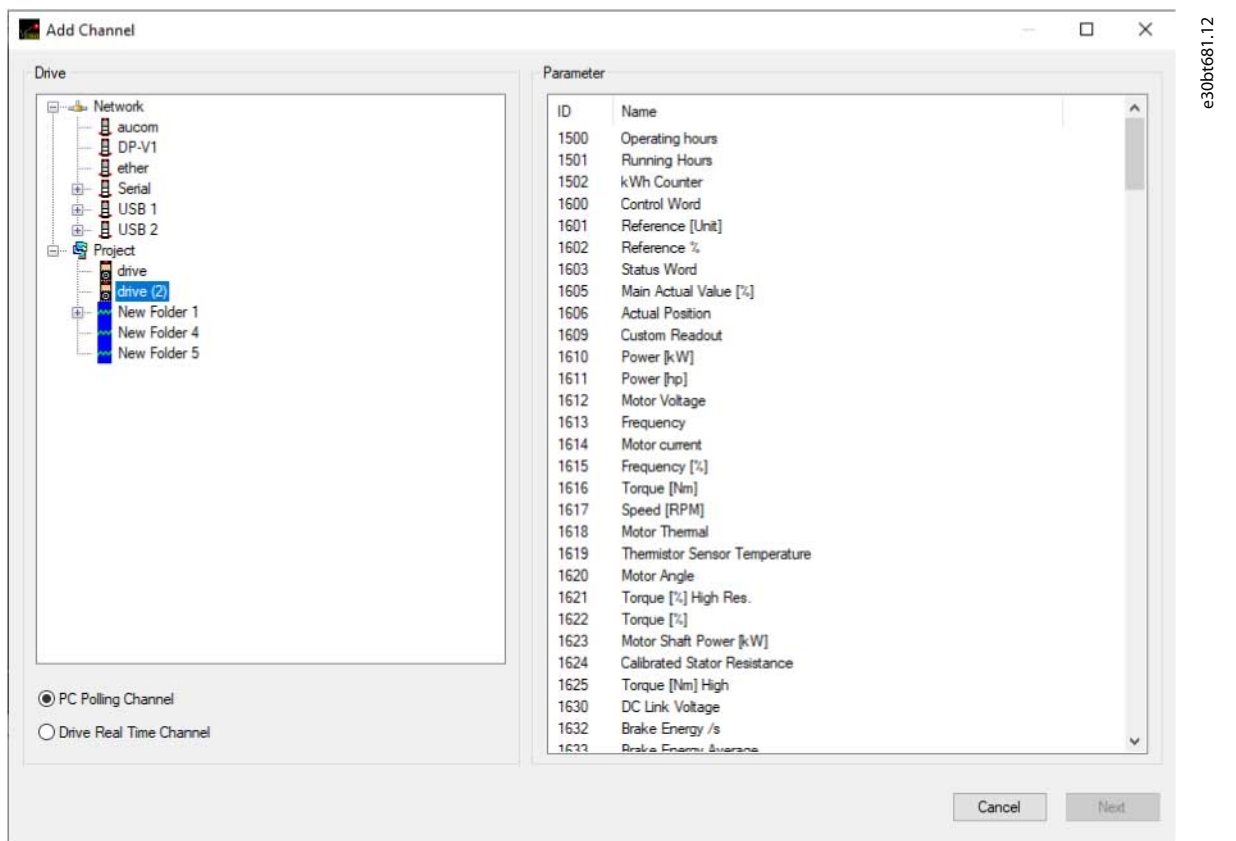 Add Channel
Drive
Network
aucom
DP-V1
ether
Serial
USB 1
USB 2
Project
drive
drive (2)
New Folder 1
New Folder 4
New Folder 5
PC Polling Channel
Drive Real Time Channel
Parameter
ID Name
1500 Operating hours
1501 Running Hours
1502 kWh Counter
1600 Control Word
1601 Reference [Unit]
1602 Reference %
1603 Status Word
1605 Main Actual Value [%]
1606 Actual Position
1609 Custom Readout
1610 Power [kW]
1611 Power [hp]
1612 Motor Voltage
1613 Frequency
1614 Motor current
1615 Frequency [%]
1616 Torque [Nm]
1617 Speed [RPM]
1618 Motor Thermal
1619 Thermistor Sensor Temperature
1620 Motor Angle
1621 Torque [%] High Res.
1622 Torque [%]
1623 Motor Shaft Power [kW]
1624 Calibrated Stator Resistance
1625 Torque [Nm] High
1630 DC Link Voltage
1632 Brake Energy /s
1633 Brake Energy Average
Cancel Next
e30bt681.12